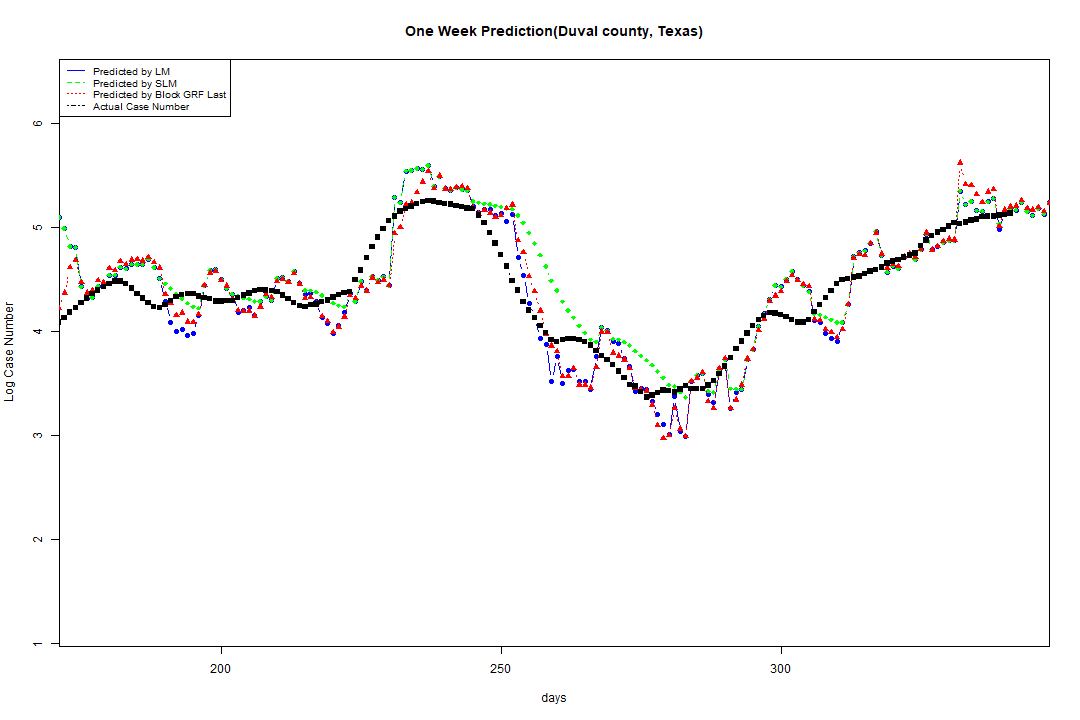 One Week Prediction(Duval county, Texas)
Predicted by LM
Predicted by SLM
Predicted by Block GRF Last
Actual Case Number
6
5
4
3
2
1
Log Case Number
200
250
300
days